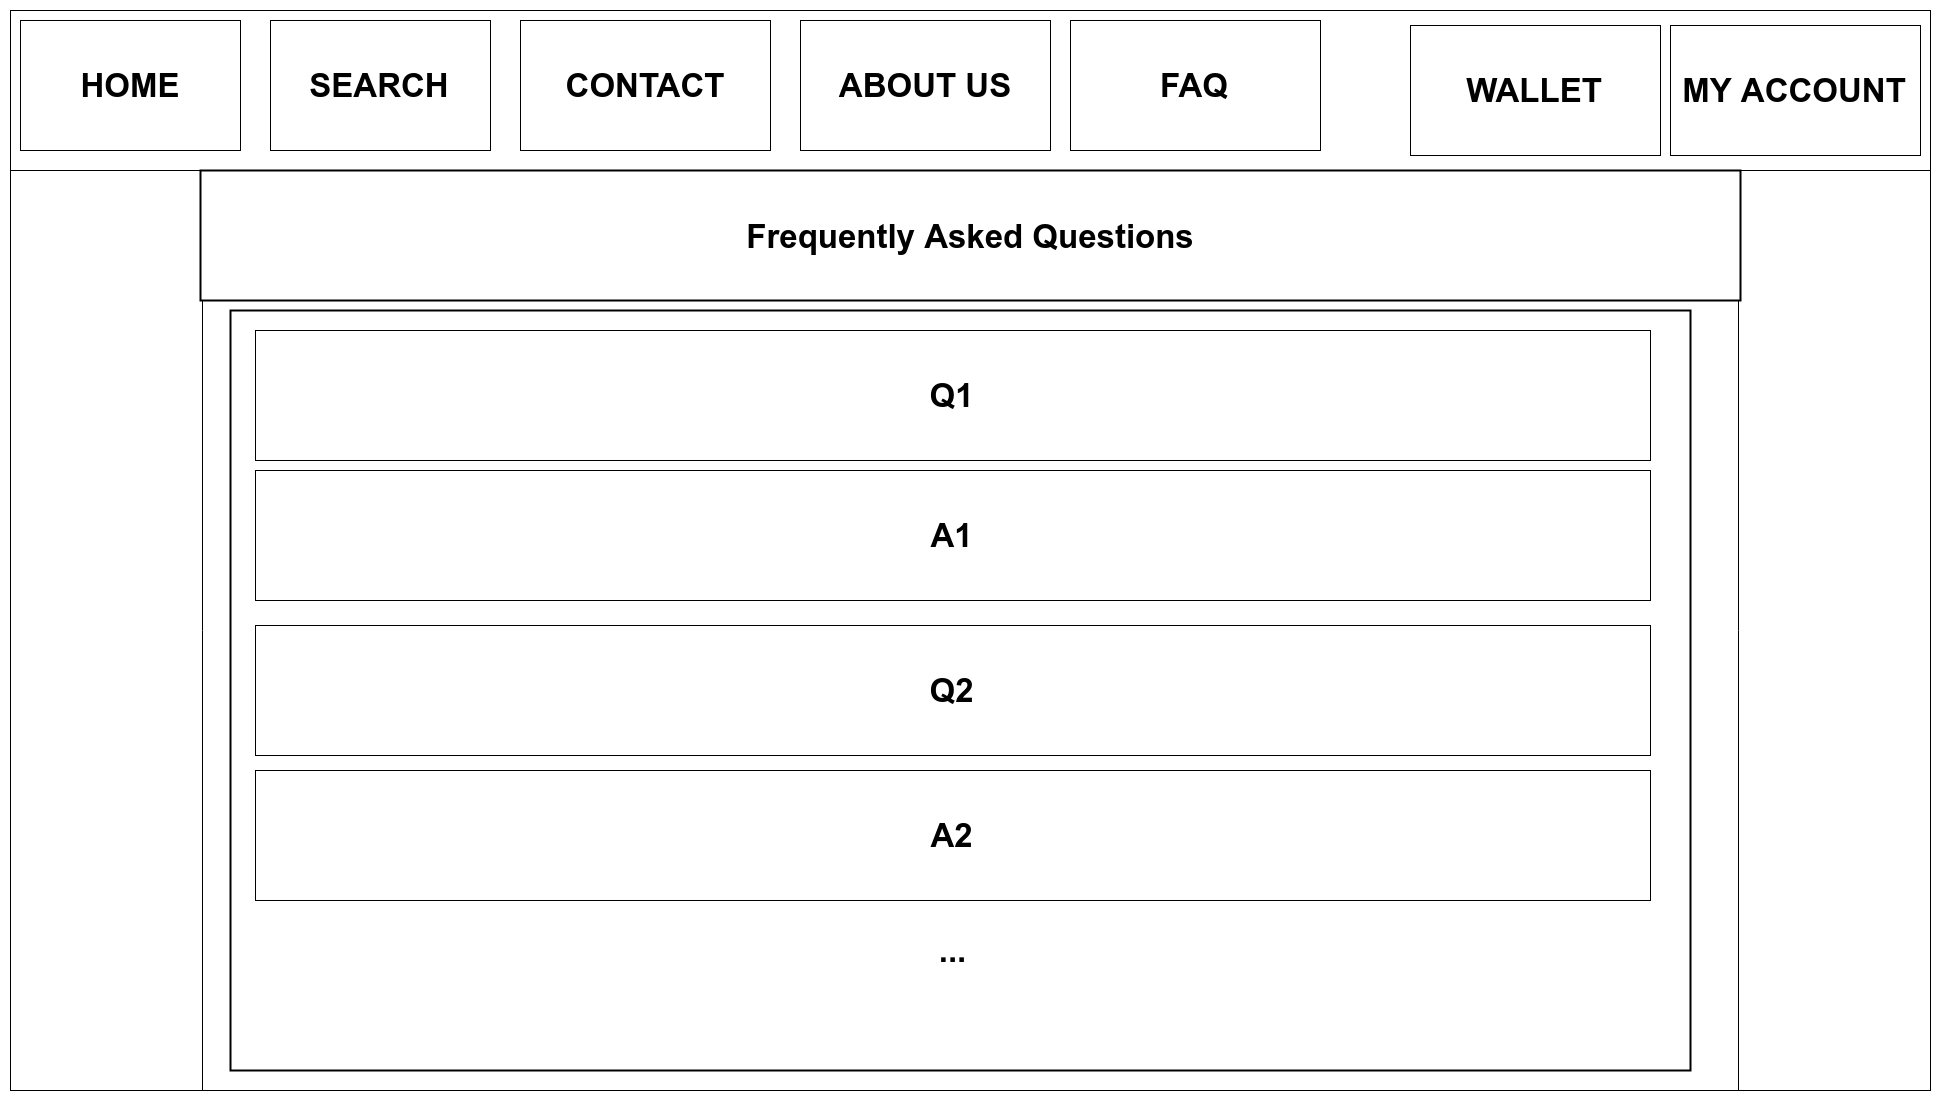 HOME
SEARCH
CONTACT
ABOUT US
FAQ
WALLET
MY ACCOUNT
Frequently Asked Questions
Q1
A1
Q2
A2
...